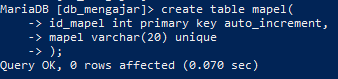 MariaDB [db_mengajar]> create table mapel(
    -> id_mapel int primary key auto_increment,
    -> mapel varchar(20) unique
    -> );
Query OK, 0 rows affected (0.070 sec)